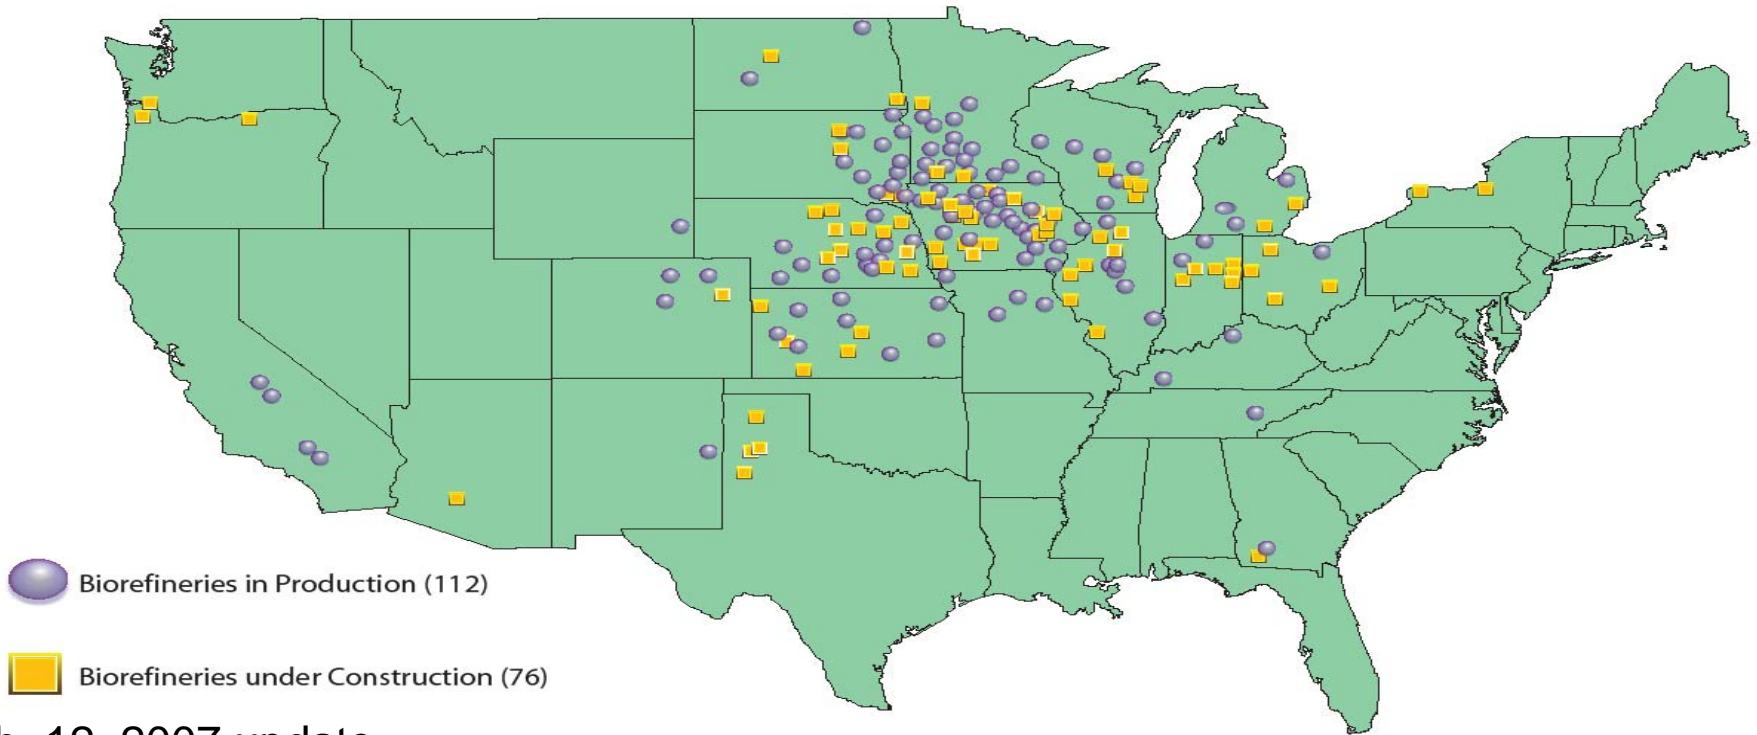 Biorefineries in Production (112)
Biorefineries under Construction (76)
12, 2007 update